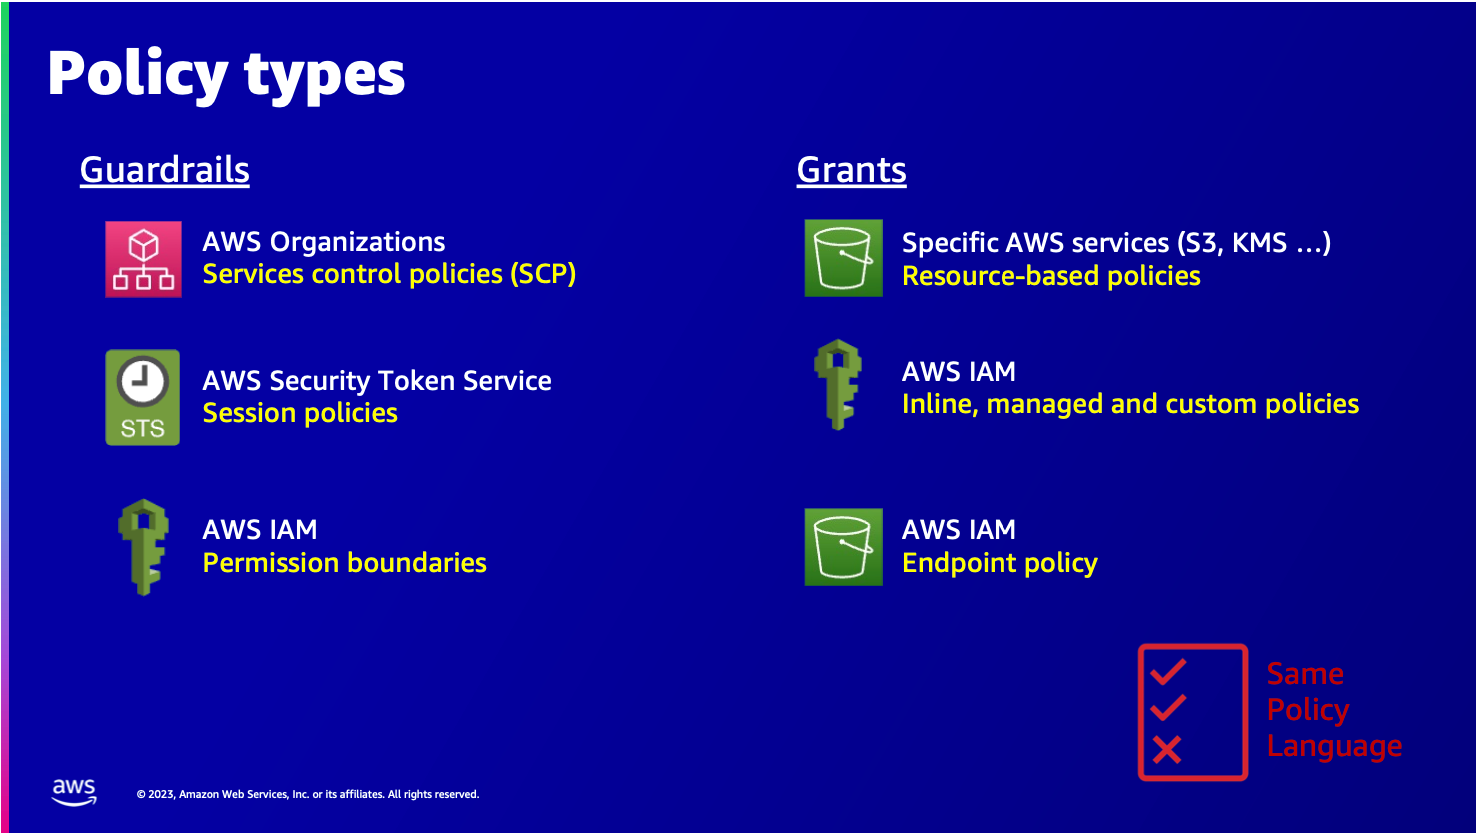 Policy types
Guardrails
AWS Organizations
Services control policies (SCP)
STS
AWS Security Token Service
Session policies
AWS IAM
Permission boundaries
Grants
Specific AWS services (S3, KMS …)
Resource-based policies
AWS IAM
Inline, managed and custom policies
AWS IAM
Endpoint policy
Same
Policy
Language
aws
© 2023, Amazon Web Services, Inc. or its affiliates. All rights reserved.